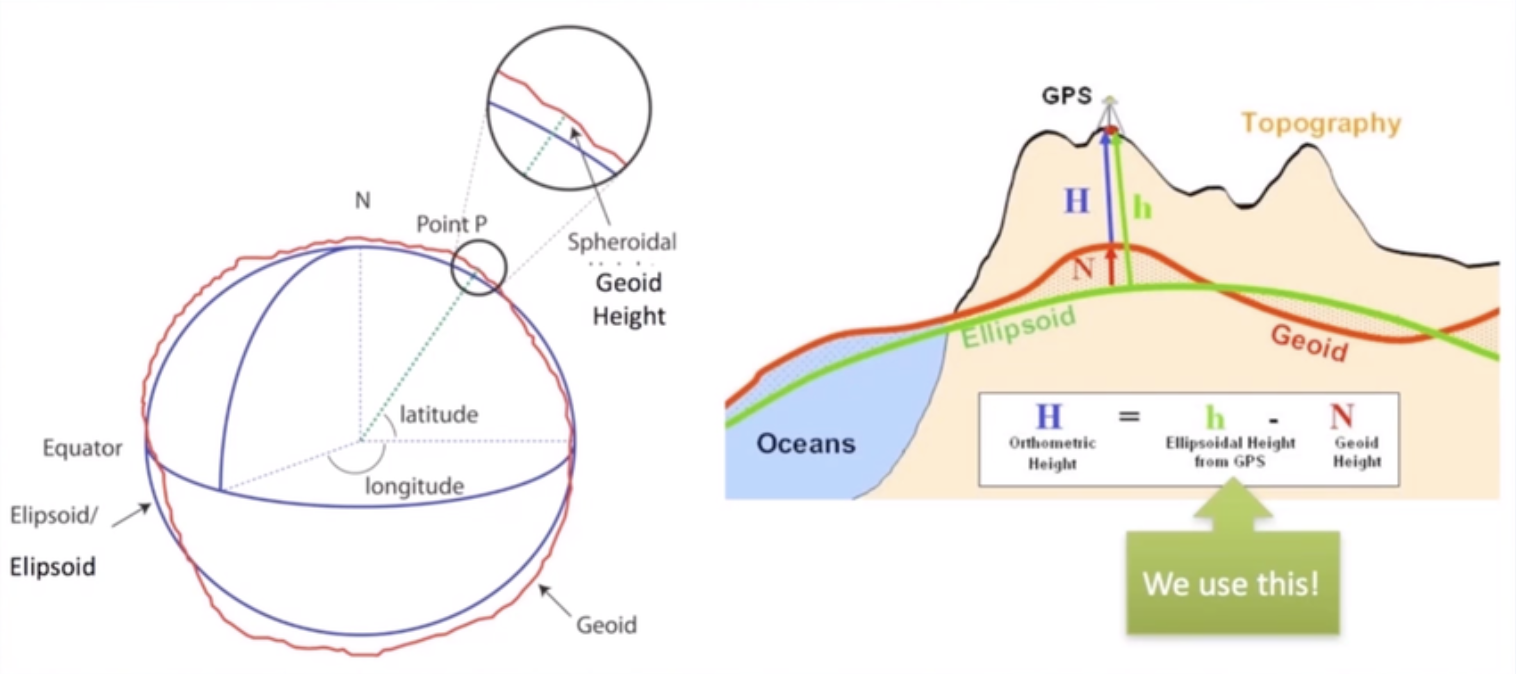 N
Point P
Spheroidal
Geoid
Height
latitude
Equator
longitude
Elipsoid/
Elipsoid
Geoid
GPS
Topography
H
h
N
Ellipsoid
Geoid
Oceans
H = h - N
Orthometric Height
Ellipsoidal Height from GPS
Geoid Height
We use this!